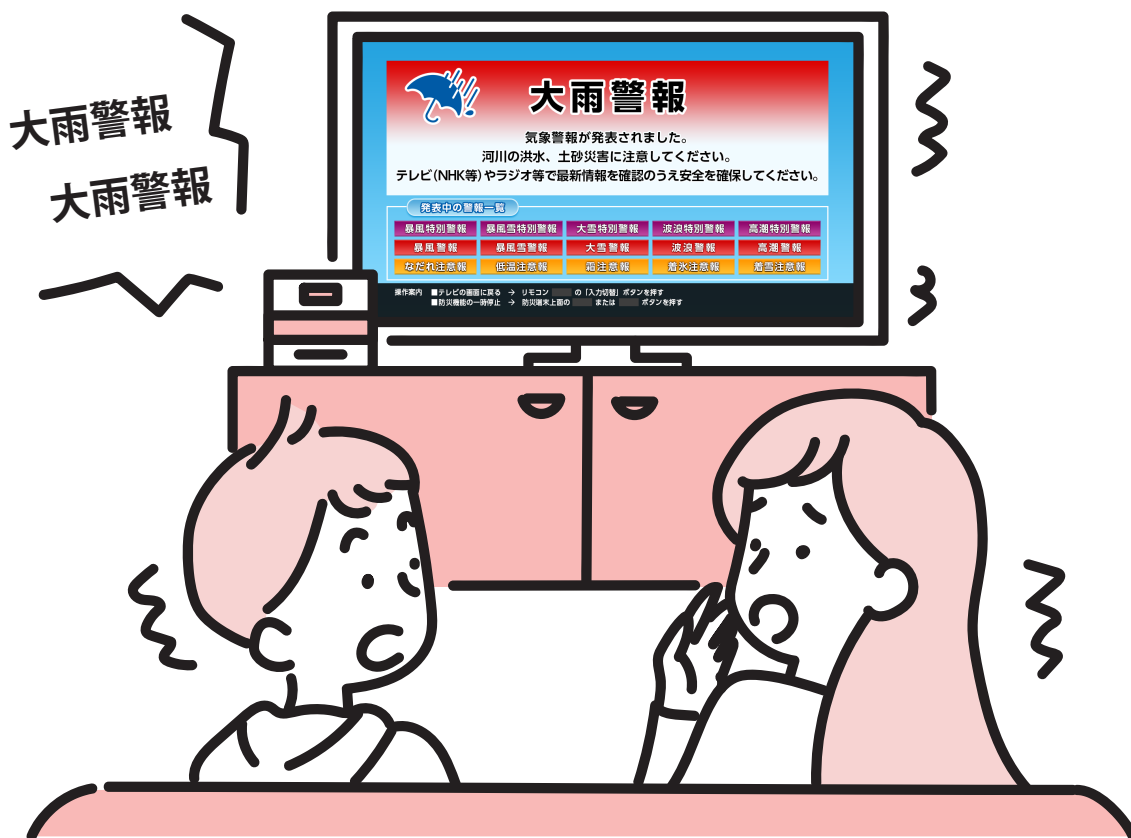 大雨警報
大雨警報
大雨警報
気象警報が発表されました。
河川の洪水、土砂災害に注意してください。
テレビ(NHK等)やラジオ等で最新情報を確認のうえ安全を確保してください。
発表中の警報一覧
暴風特別警報 暴風雪特別警報 大雪特別警報 波浪特別警報 高潮特別警報
暴風警報 暴風雪警報 大雪警報 波浪警報 高潮警報
なだれ注意報 低温注意報 霜注意報 着氷注意報 着雪注意報
操作案内 ■テレビの画面に戻る → リモコン の「入力切替」ボタンを押す
■防災機能の一時停止 → 防災端末上面の または ボタンを押す